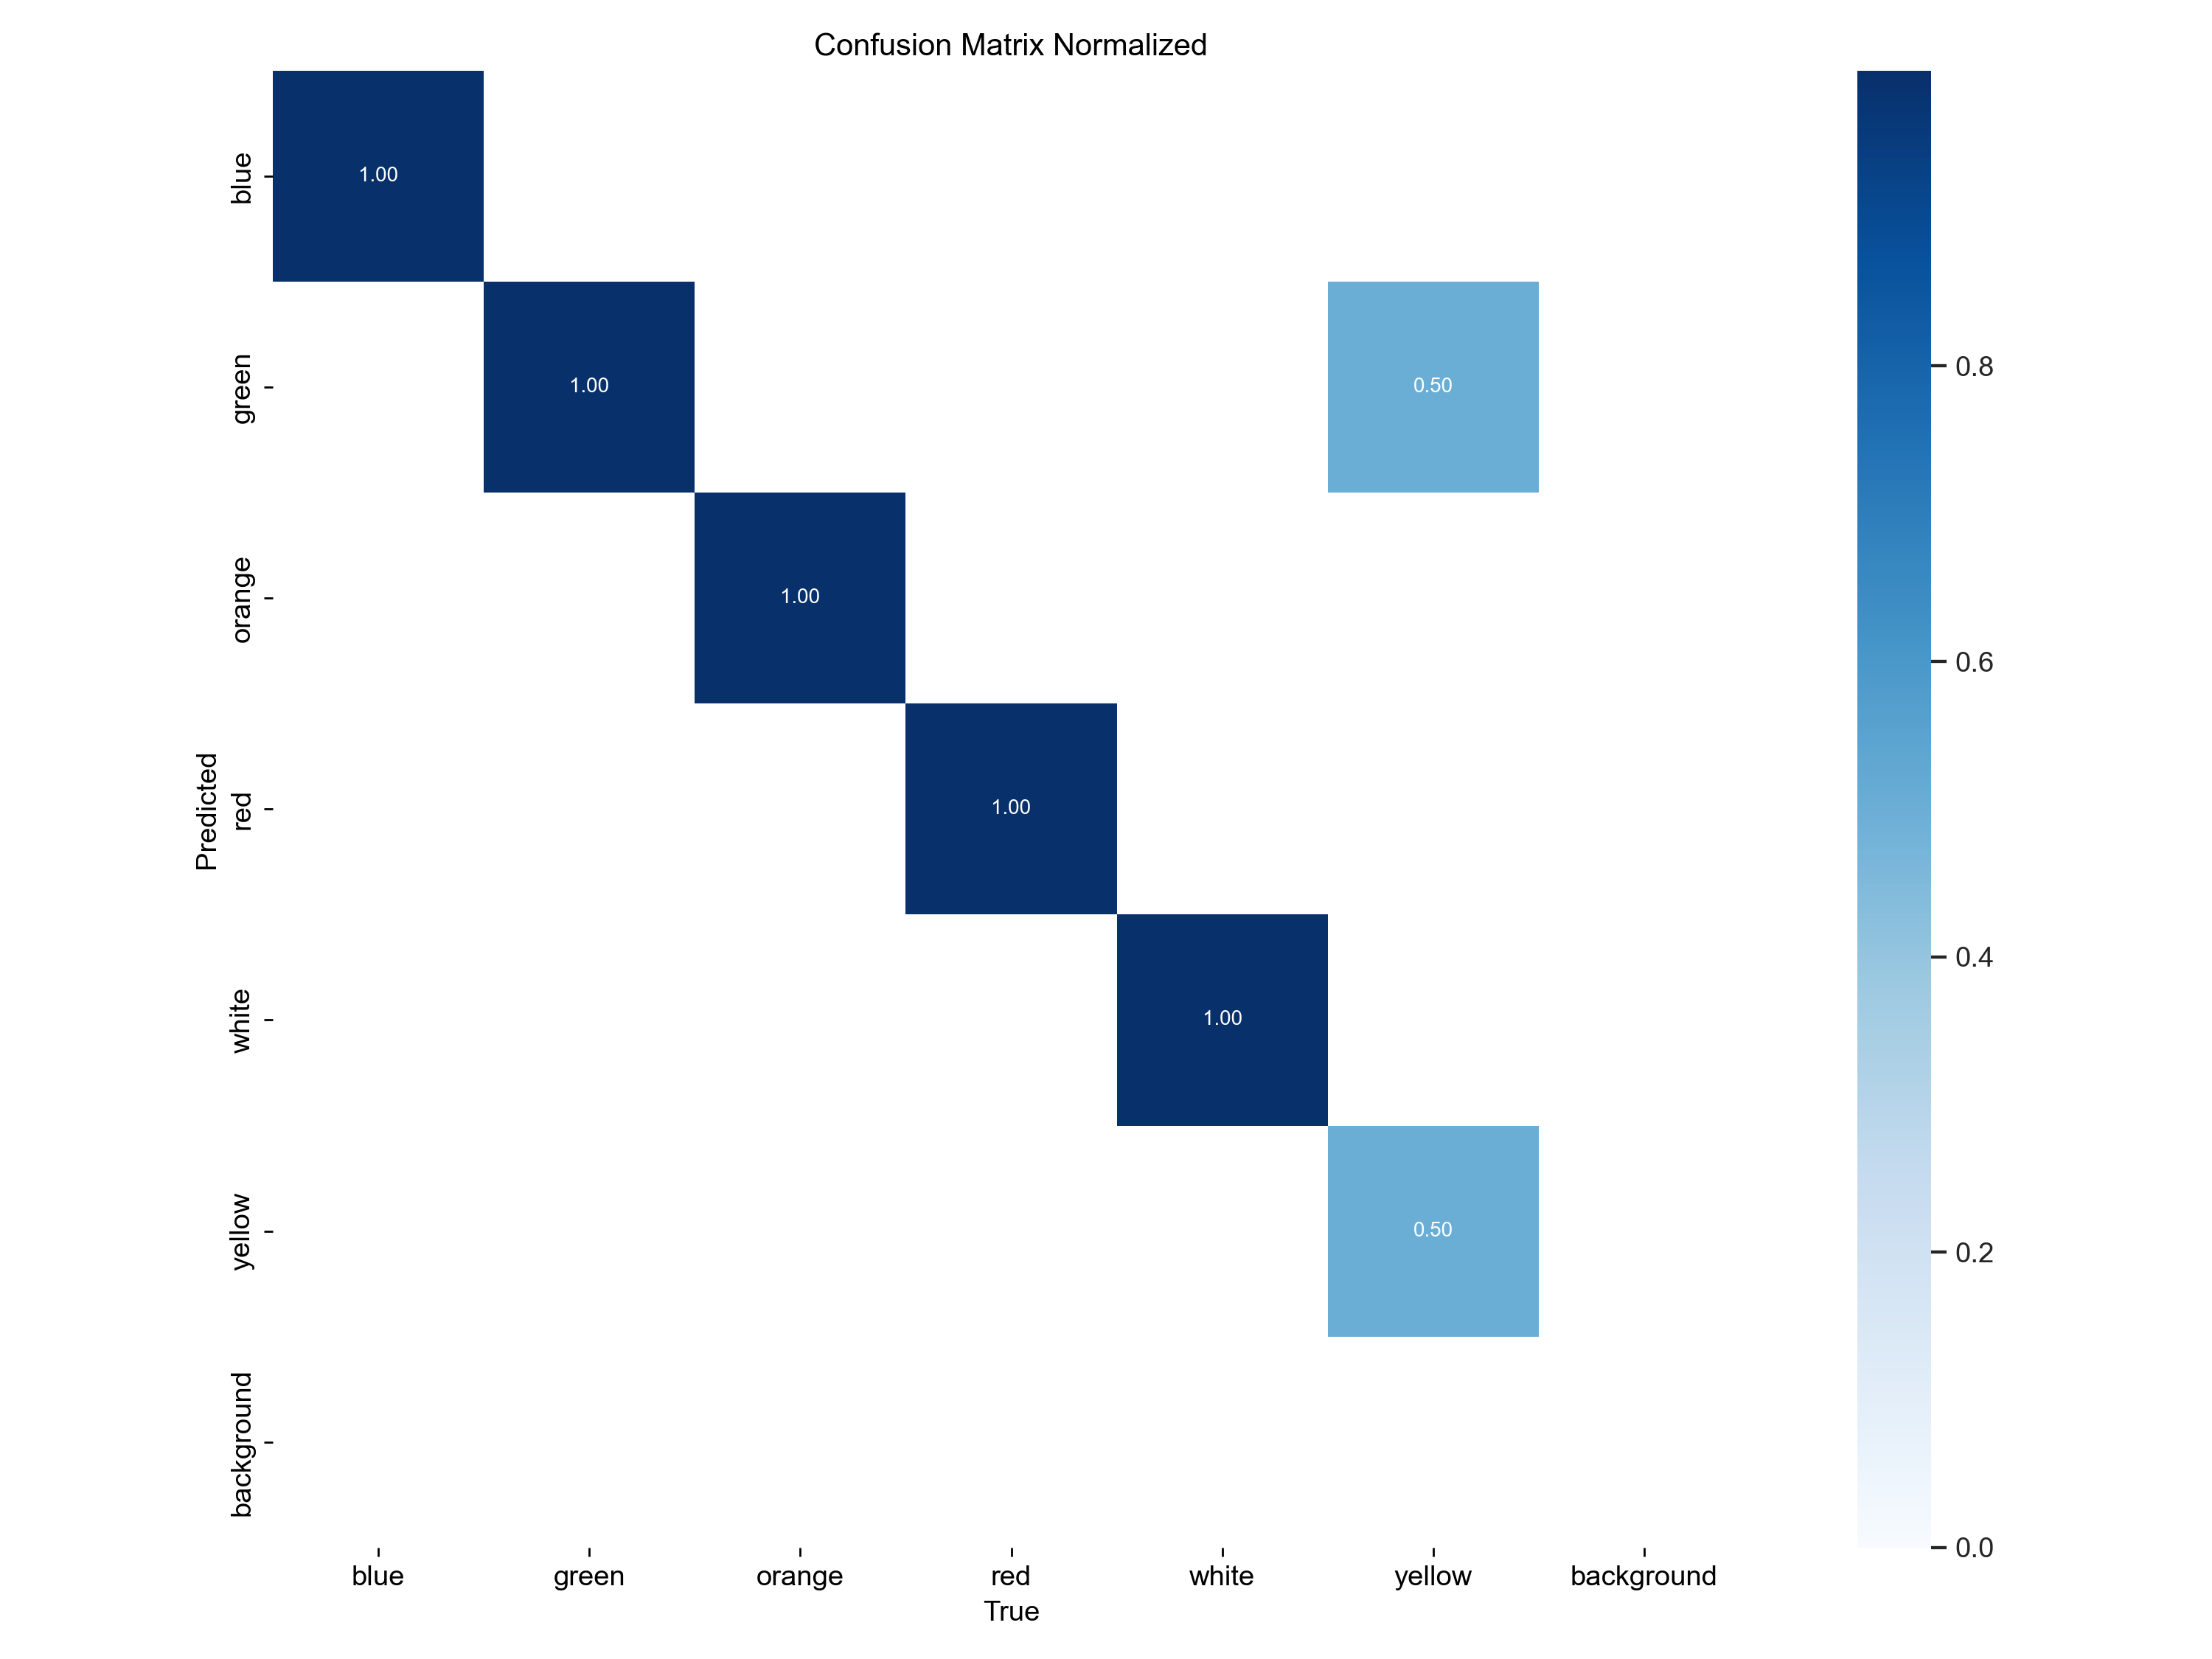 Confusion Matrix Normalized
Predicted
blue
1.00
green
1.00
0.50
orange
1.00
red
1.00
white
1.00
yellow
0.50
background
blue green orange red white yellow background
True
0.8
0.6
0.4
0.2
0.0